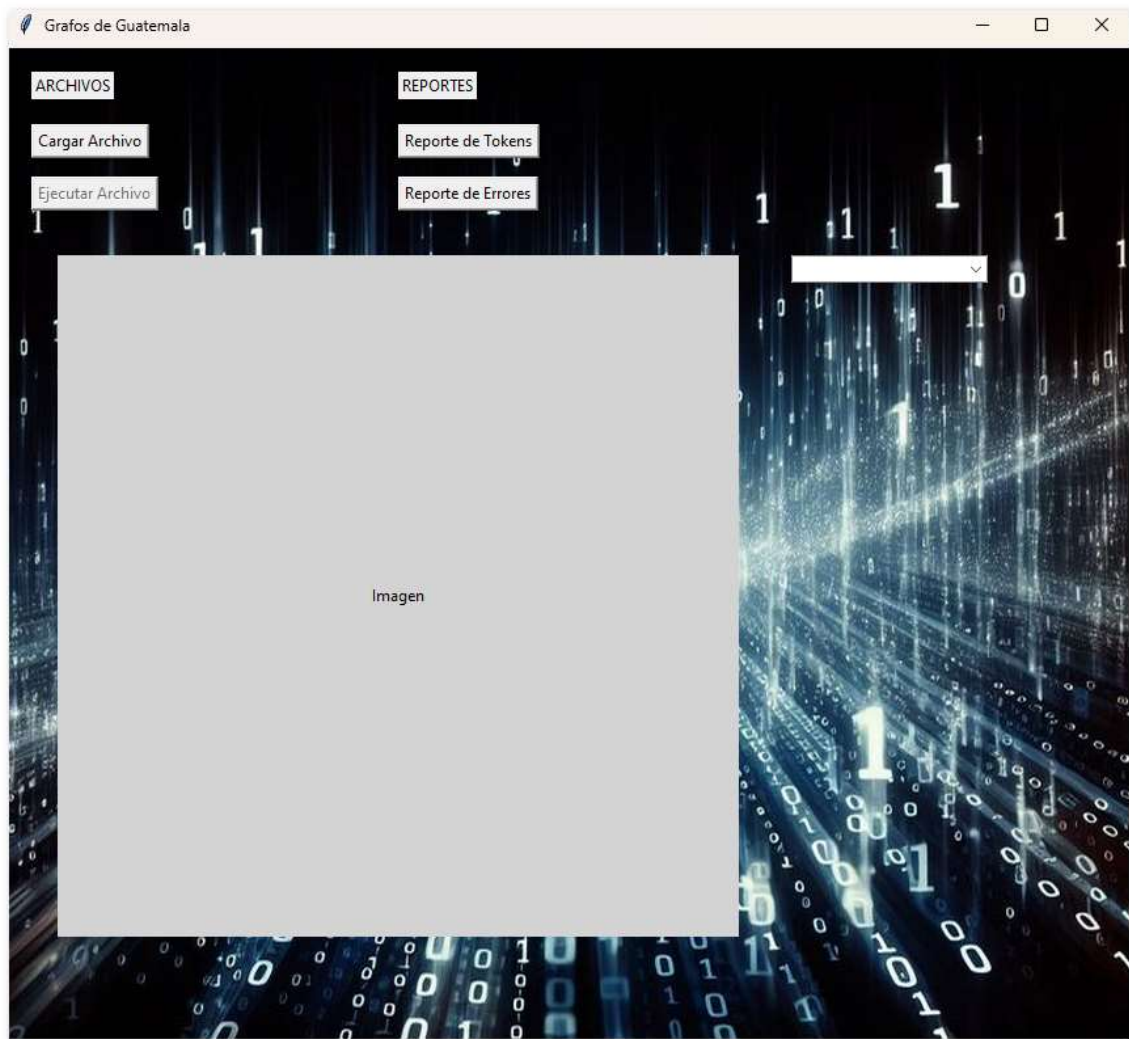 Grafos de Guatemala
ARCHIVOS
REPORTES
Cargar Archivo
Reporte de Tokens
Ejecutar Archivo
Reporte de Errores
Imagen